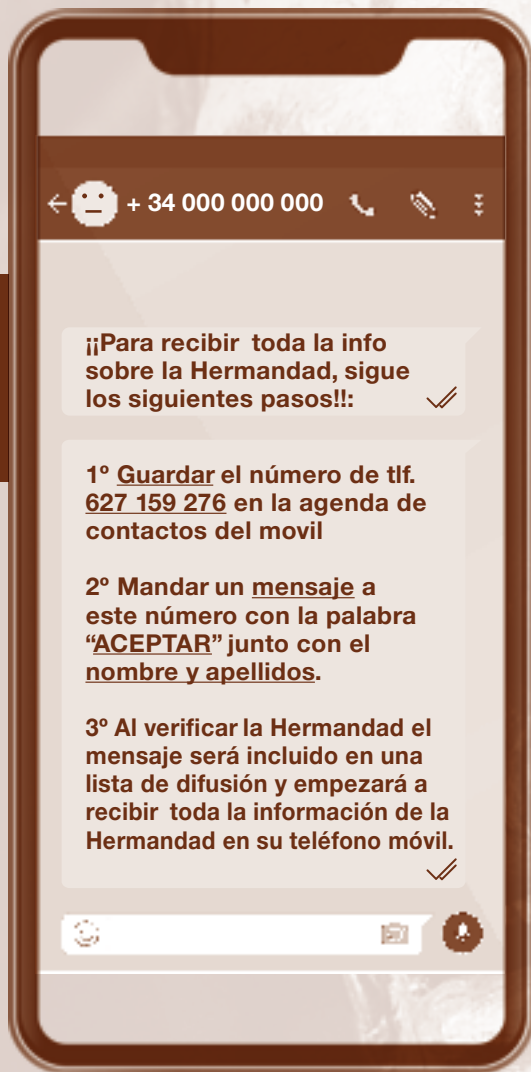 + 34 000 000 000
¡¡Para recibir toda la info
sobre la Hermandad, sigue
los siguientes pasos!!:
1º Guardar el número de tlf.
627 159 276 en la agenda de
contactos del movil
2º Mandar un mensaje a
este número con la palabra
“ACEPTAR” junto con el
nombre y apellidos.
3º Al verificar la Hermandad el
mensaje será incluido en una
lista de difusión y empezará a
recibir toda la información de la
Hermandad en su teléfono móvil.